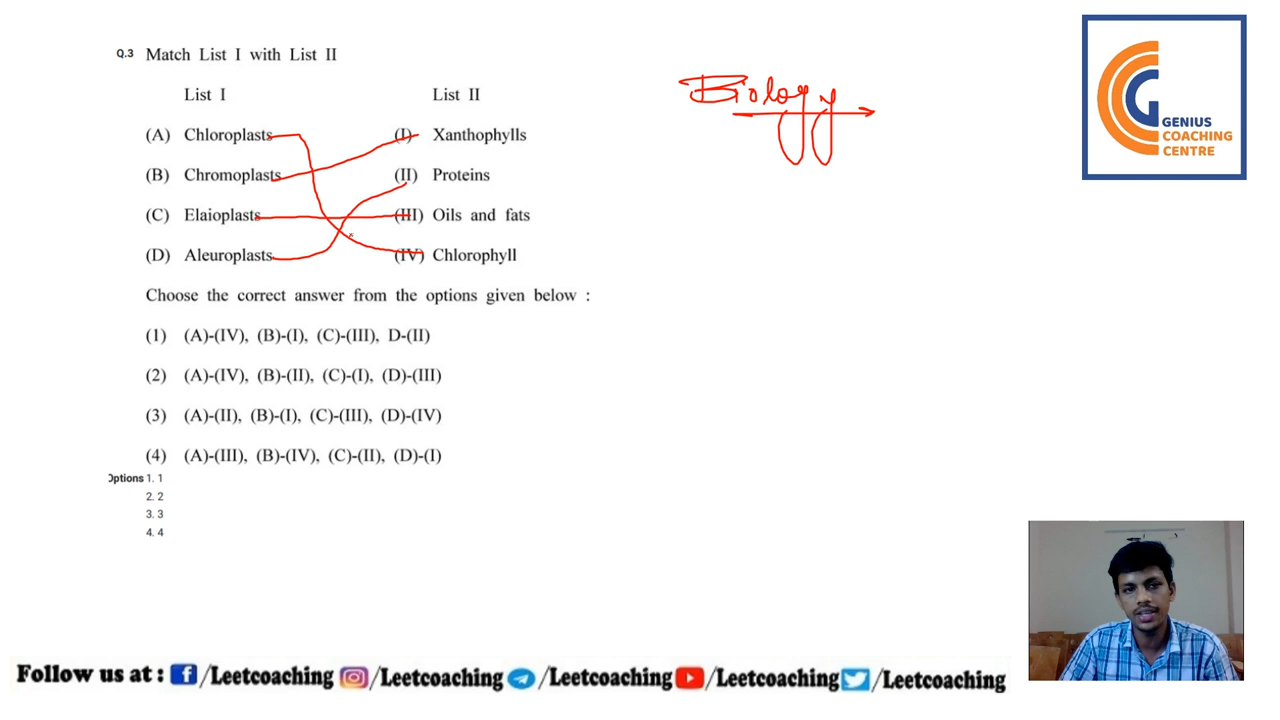 Q.3 Match List I with List II
List I List II
(A) Chloroplasts (I) Xanthophylls
(B) Chromoplasts (II) Proteins
(C) Elaioplasts (III) Oils and fats
(D) Aleuroplasts (IV) Chlorophyll
Choose the correct answer from the options given below :
(1) (A)-(IV), (B)-(I), (C)-(III), D-(II)
(2) (A)-(IV), (B)-(II), (C)-(I), (D)-(III)
(3) (A)-(II), (B)-(I), (C)-(III), (D)-(IV)
(4) (A)-(III), (B)-(IV), (C)-(II), (D)-(I)
Options 1. 1
2. 2
3. 3
4. 4
Biology
GENIUS
COACHING
CENTRE
Follow us at : /Leetcoaching /Leetcoaching /Leetcoaching /Leetcoaching /Leetcoaching